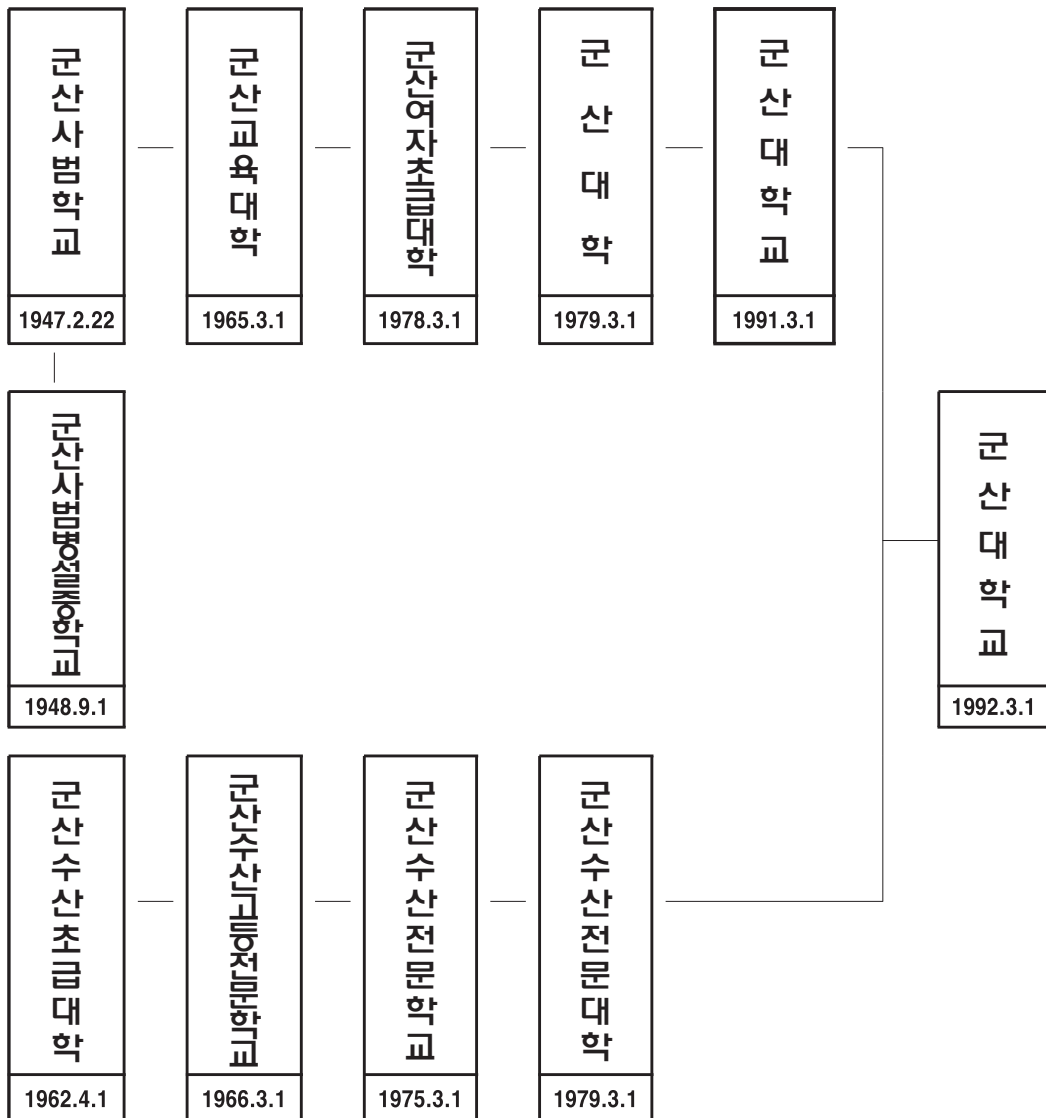 군산사범학교
1947.2.22
군산교육대학
1965.3.1
군산여자초급대학
1978.3.1
군산대학
1979.3.1
군산대학교
1991.3.1
군산사범병설중학교
1948.9.1
군산대학교
1992.3.1
군산수산초급대학
1962.4.1
군산수산고등전문학교
1966.3.1
군산수산전문학교
1975.3.1
군산수산전문대학
1979.3.1